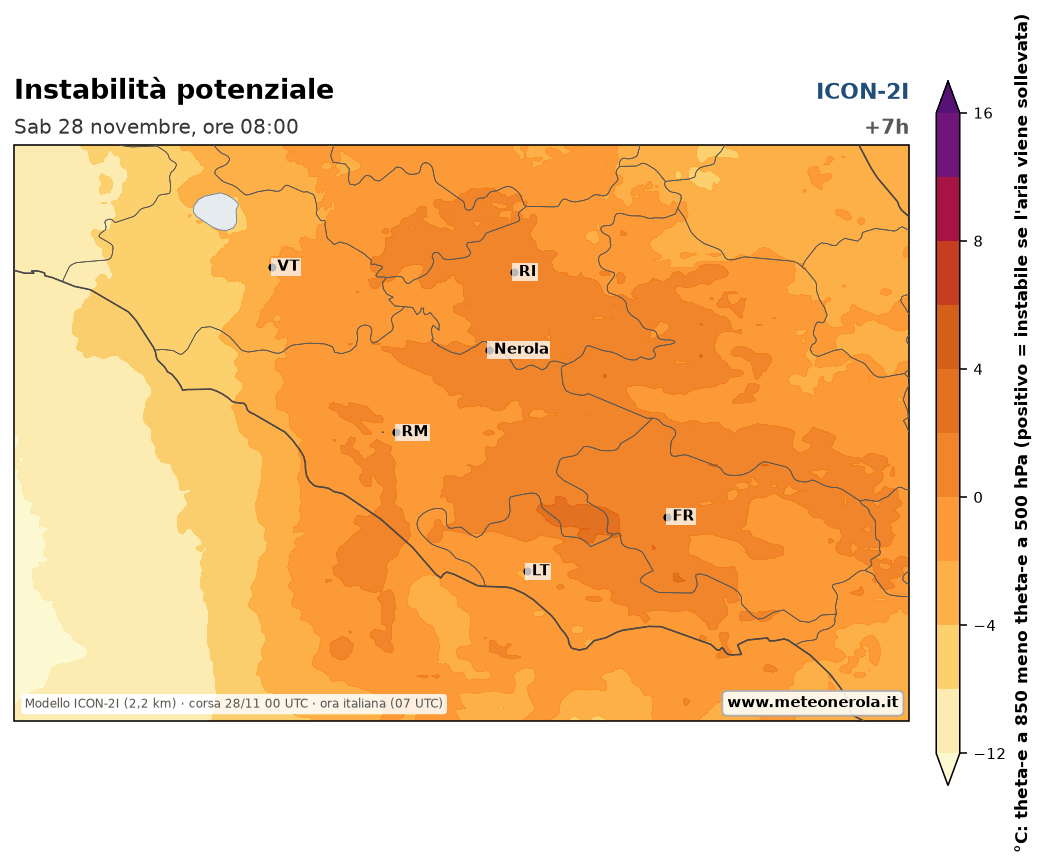 Instabilità potenziale
ICON-2I
Sab 28 novembre, ore 08:00
+7h
VT
RI
Nerola
RM
FR
LT
Modello ICON-2I (2,2 km) · corsa 28/11 00 UTC · ora italiana (07 UTC)
www.meteonerola.it
16
8
4
0
−4
−12
°C: theta-e a 850 meno theta-e a 500 hPa (positivo = instabile se l'aria viene sollevata)